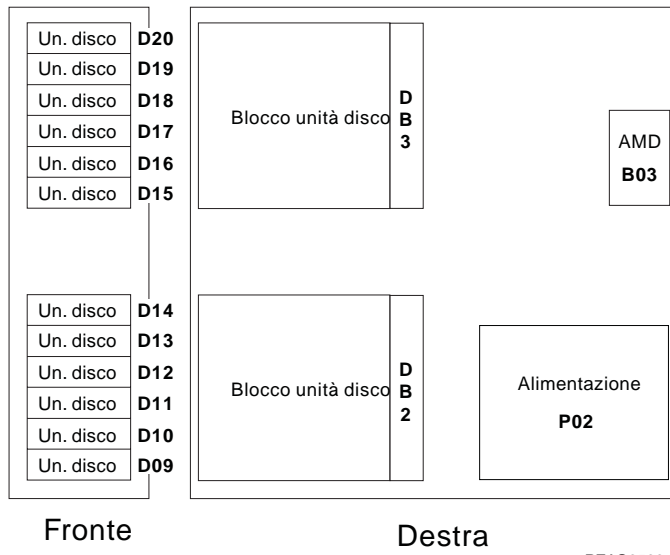 Un. disco D20
Un. disco D19
Un. disco D18
Un. disco D17
Un. disco D16
Un. disco D15
Un. disco D14
Un. disco D13
Un. disco D12
Un. disco D11
Un. disco D10
Un. disco D09
Fronte
Blocco unità disco
D
B
3
AMD
B03
Blocco unità disco
D
B
2
Alimentazione
P02
Destra